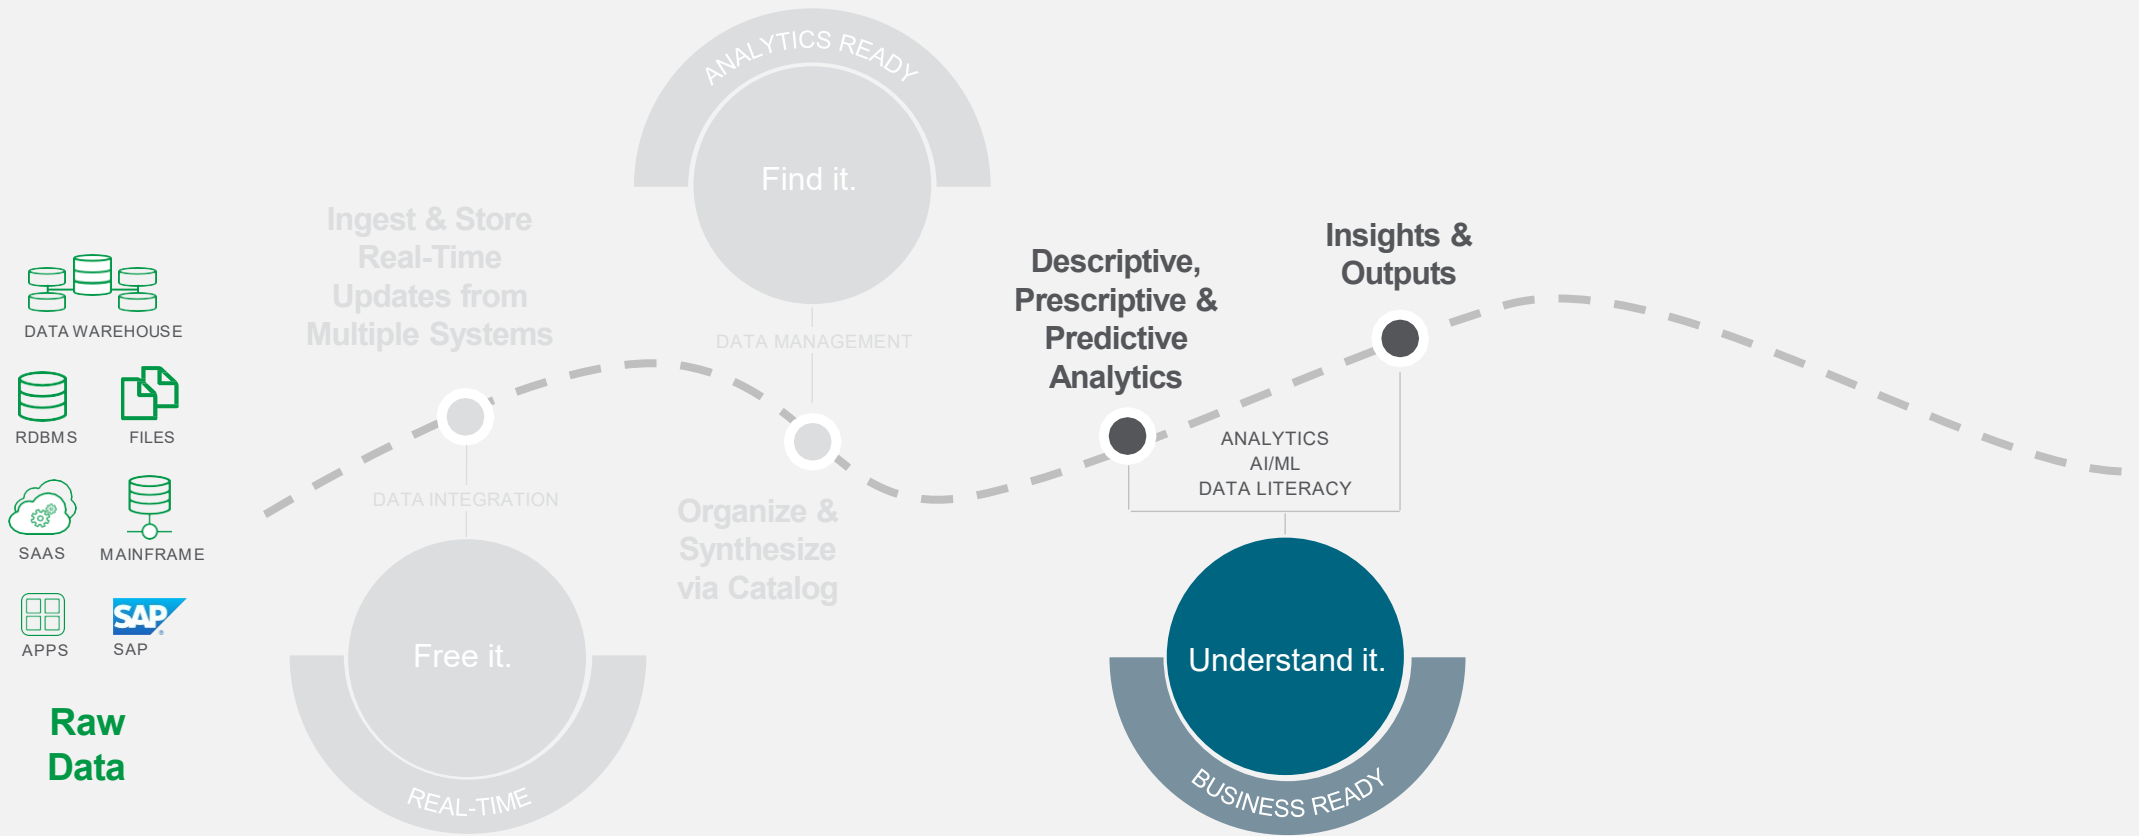 DATA WAREHOUSE
RDBMS
FILES
SAAS
MAINFRAME
APPS
SAP
®
SAP
Raw
Data
Ingest & Store
Real-Time
Updates from
Multiple Systems
DATA INTEGRATION
Free it.
REAL-TIME
ANALYTICS READY
Find it.
DATA MANAGEMENT
Organize &
Synthesize
via Catalog
Descriptive,
Prescriptive &
Predictive
Analytics
Insights &
Outputs
ANALYTICS
AI/ML
DATA LITERACY
Understand it.
BUSINESS READY